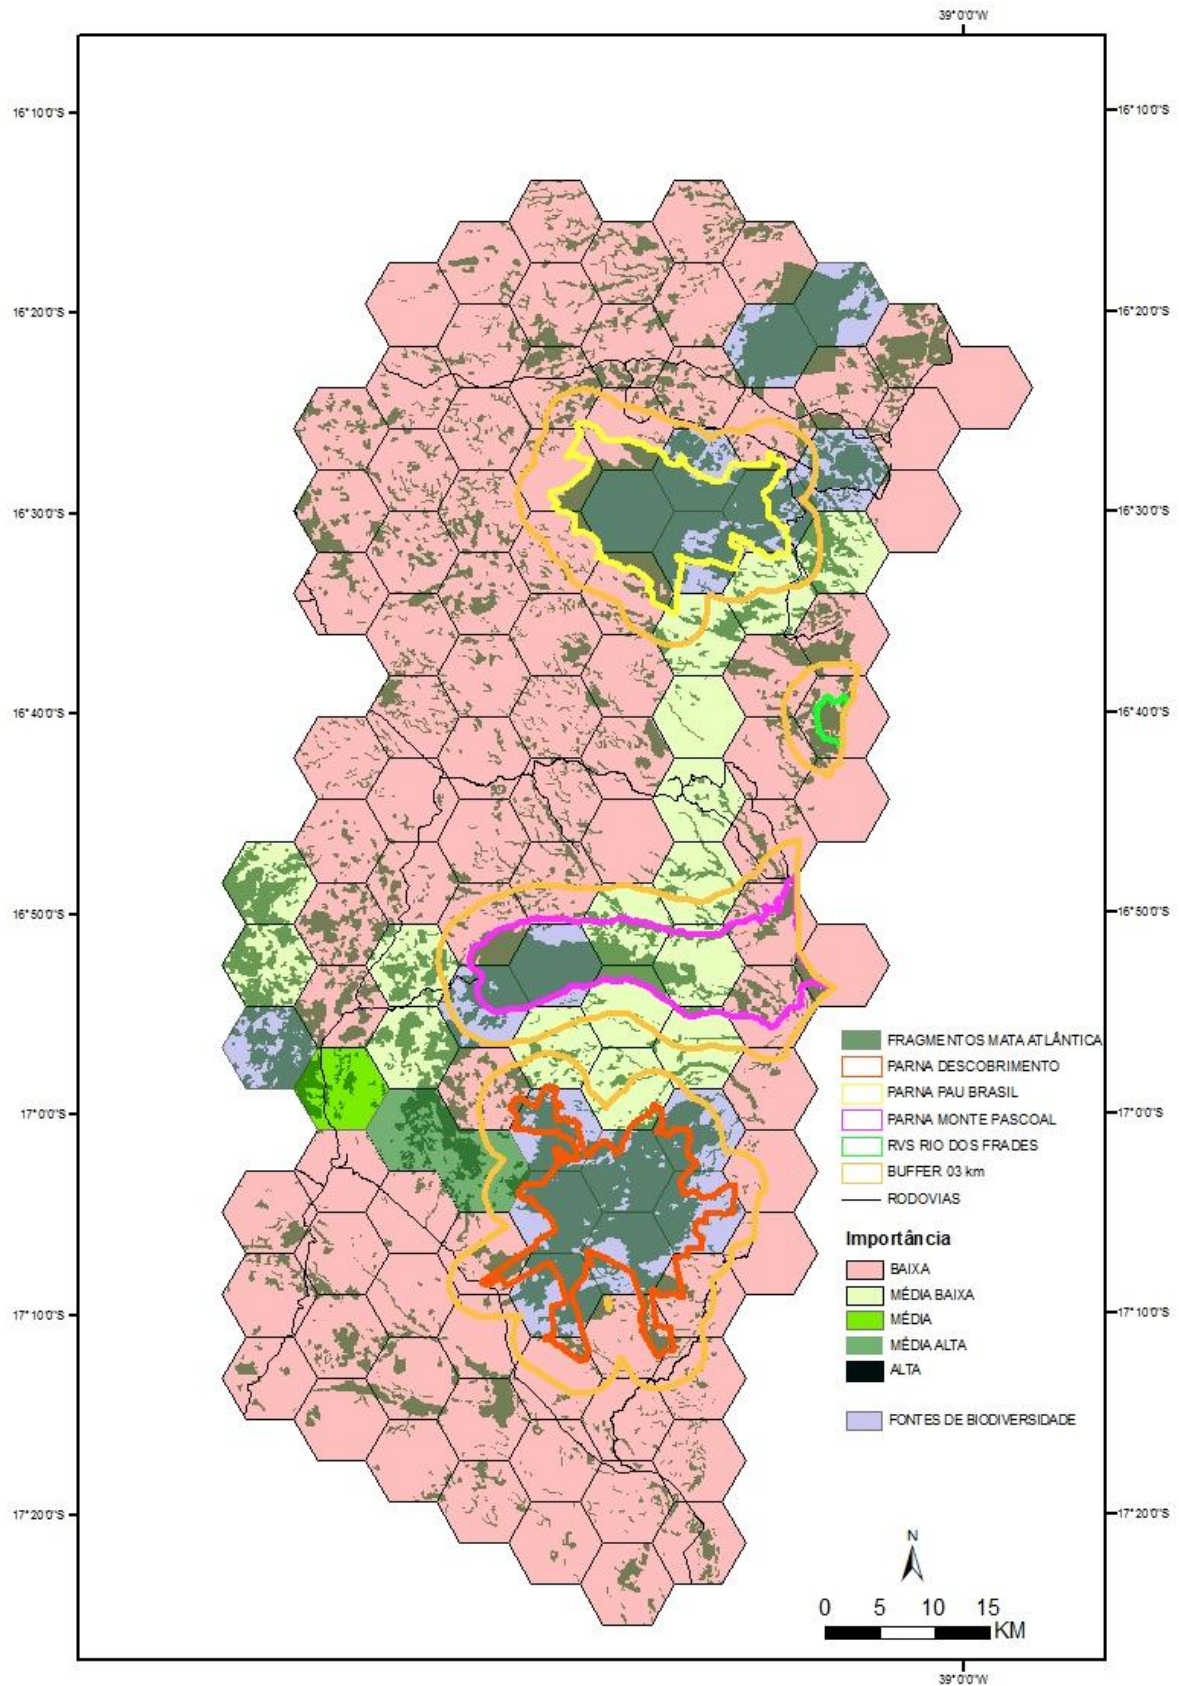 39°0'0"W
16°10'0"S
16°10'0"S
16°20'0"S
16°20'0"S
16°30'0"S
16°30'0"S
16°40'0"S
16°40'0"S
16°50'0"S
16°50'0"S
FRAGMENTOS MATA ATLÂNTICA
PARNA DESCOBRIMENTO
PARNA PAU BRASIL
17°0'0"S
17°0'0"S
PARNA MONTE PASCOAL
RVS RIO DOS FRADES
BUFFER 03 km
RODOVIAS
Importância
BAIXA
MÉDIA BAIXA
17°10'0"S
17°10'0"S
MÉDIA
MÉDIA ALTA
ALTA
FONTES DE BIODIVERSIDADE
17°20'0"S
17°20'0"S
N
0 5 10 15
KM
39°0'0"W